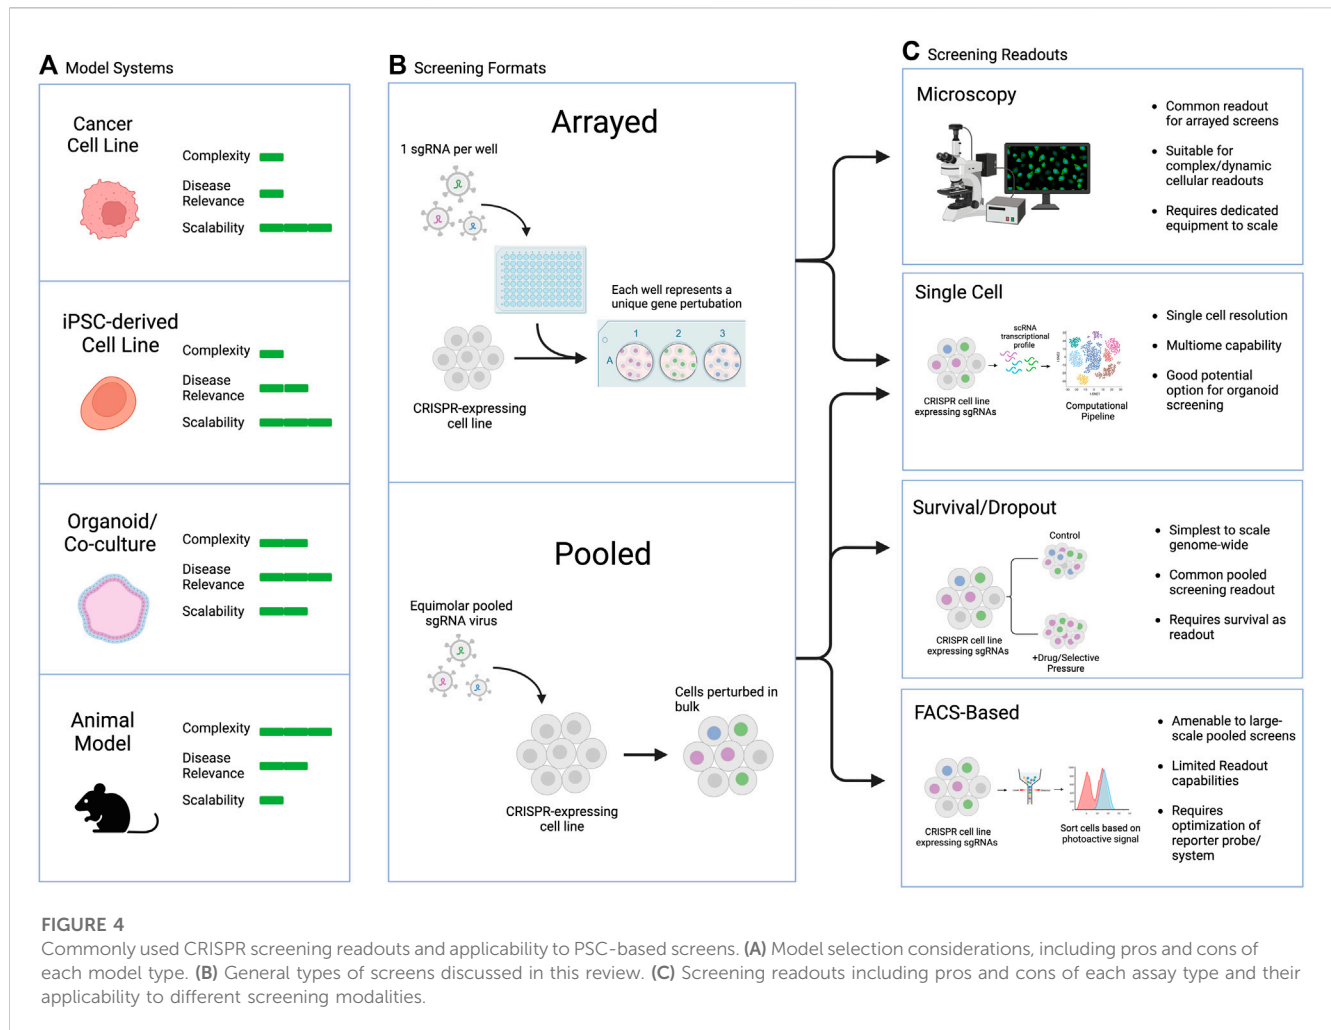 A Model Systems
Cancer
Cell Line
Complexity
Disease
Relevance
Scalability
iPSC-derived
Cell Line
Complexity
Disease
Relevance
Scalability
Organoid/
Co-culture
Complexity
Disease
Relevance
Scalability
Animal
Model
Complexity
Disease
Relevance
Scalability
B Screening Formats
Arrayed
1 sgRNA per well
Each well represents a
unique gene pertubation
1 2 3
A
CRISPR-expressing
cell line
Pooled
Equimolar pooled
sgRNA virus
Cells perturbed in
bulk
CRISPR-expressing
cell line
C Screening Readouts
Microscopy
• Common readout
for arrayed screens
• Suitable for
complex/dynamic
cellular readouts
• Requires dedicated
equipment to scale
Single Cell
scRNA
transcriptional
profile
CRISPR cell line
expressing sgRNAs
Computational
Pipeline
• Single cell resolution
• Multiome capability
• Good potential
option for organoid
screening
Survival/Dropout
Control
CRISPR cell line
expressing sgRNAs
+Drug/Selective
Pressure
• Simplest to scale
genome-wide
• Common pooled
screening readout
• Requires survival as
readout
FACS-Based
CRISPR cell line
expressing sgRNAs
Sort cells based on
photoactive signal
• Amenable to large-
scale pooled screens
• Limited Readout
capabilities
• Requires
optimization of
reporter probe/
system
FIGURE 4
Commonly used CRISPR screening readouts and applicability to PSC-based screens. (A) Model selection considerations, including pros and cons of
each model type. (B) General types of screens discussed in this review. (C) Screening readouts including pros and cons of each assay type and their
applicability to different screening modalities.